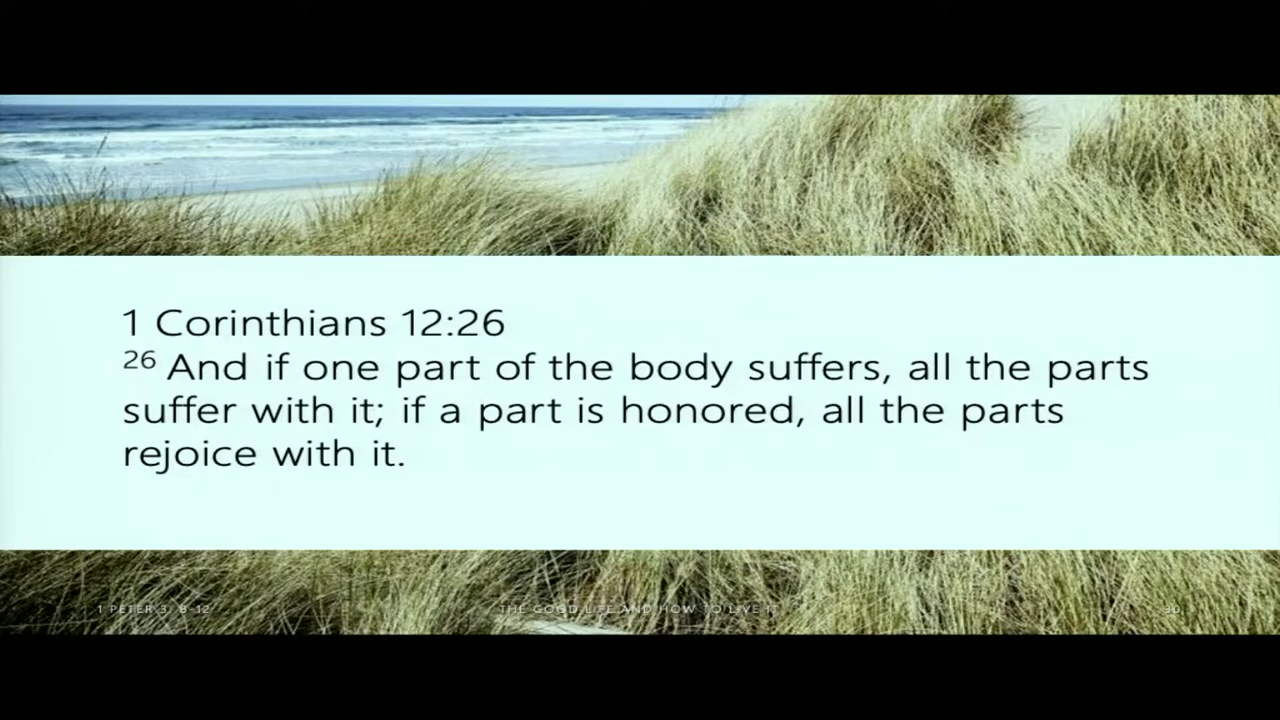 1 Corinthians 12:26
26 And if one part of the body suffers, all the parts
suffer with it; if a part is honored, all the parts
rejoice with it.
1 PETER 3: 8-12
THE GOOD LIFE AND HOW TO LIVE IT
30